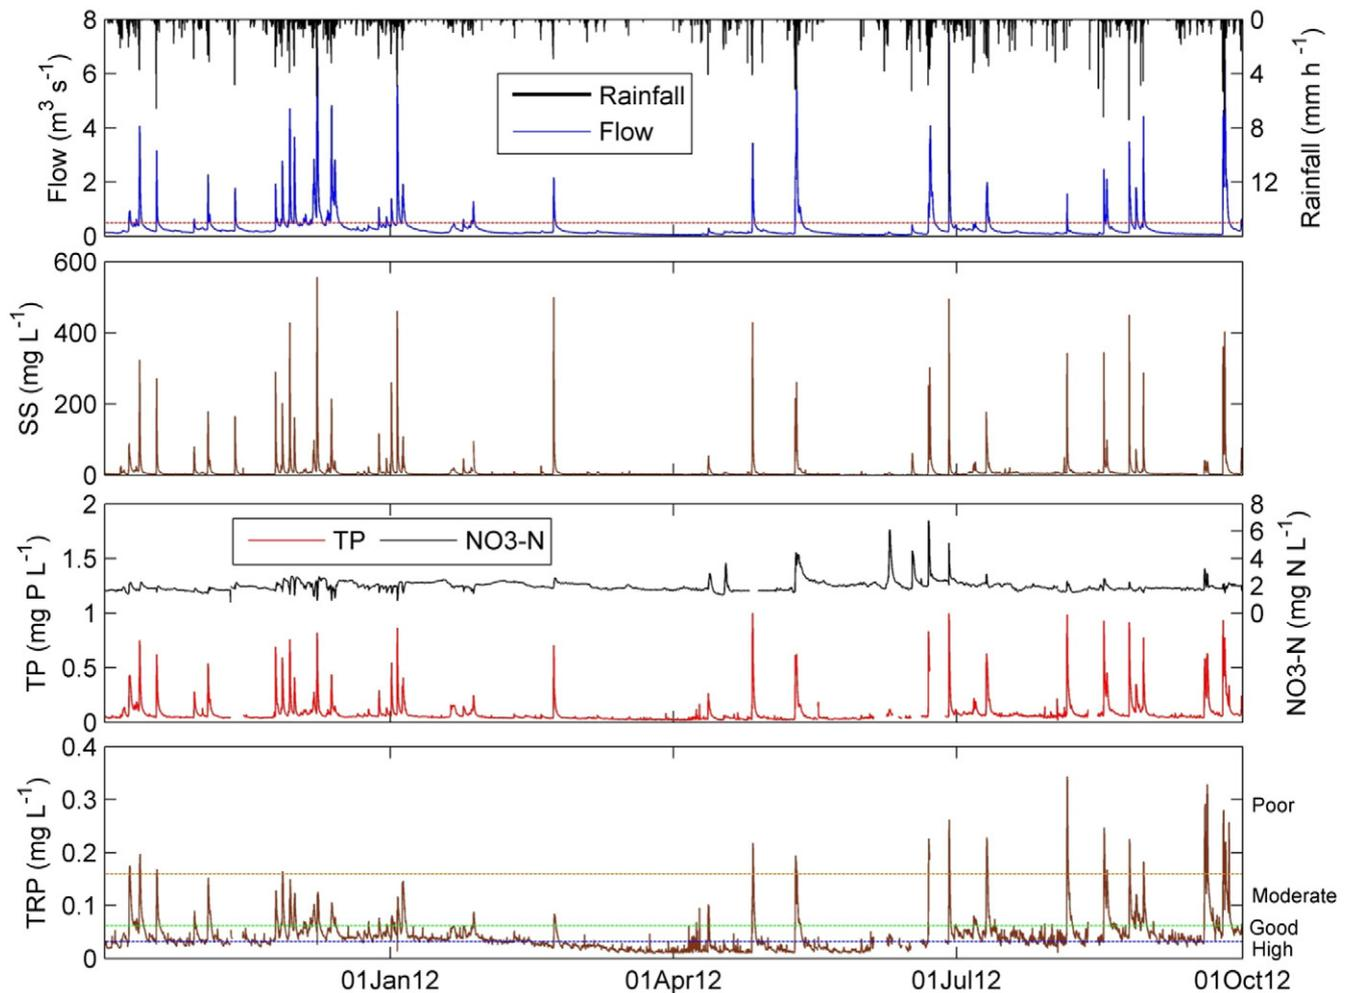 8
6
4
2
0
Flow (m³ s⁻¹)
0
4
8
12
Rainfall (mm h⁻¹)
Rainfall
Flow
600
400
200
0
SS (mg L⁻¹)
2
1.5
1
0.5
0
TP (mg P L⁻¹)
TP NO3-N
8
6
4
2
0
NO3-N (mg N L⁻¹)
0.4
0.3
0.2
0.1
0
TRP (mg L⁻¹)
Poor
Moderate
Good
High
01Jan12 01Apr12 01Jul12 01Oct12